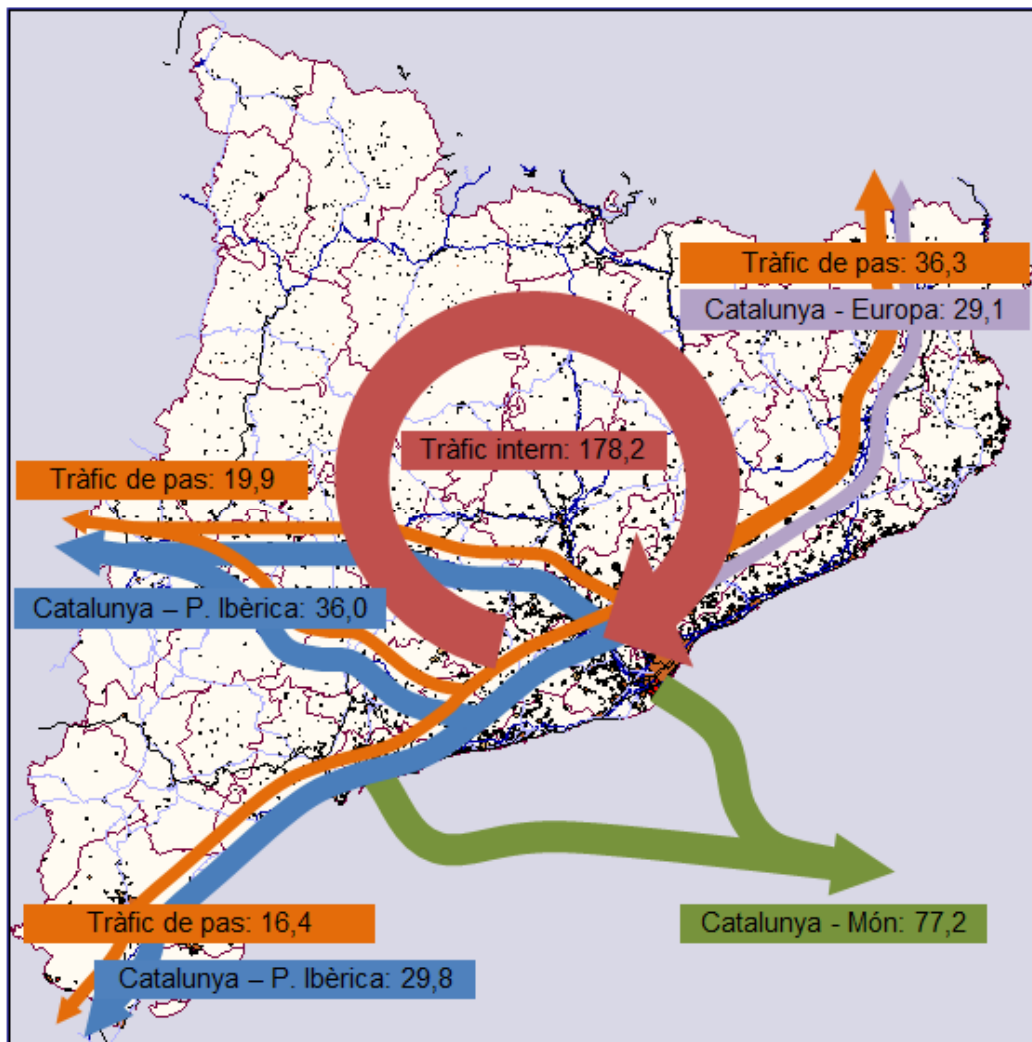 Tràfic de pas: 36,3
Catalunya - Europa: 29,1
Tràfic intern: 178,2
Tràfic de pas: 19,9
Catalunya – P. Ibèrica: 36,0
Tràfic de pas: 16,4
Catalunya - Món: 77,2
Catalunya – P. Ibèrica: 29,8